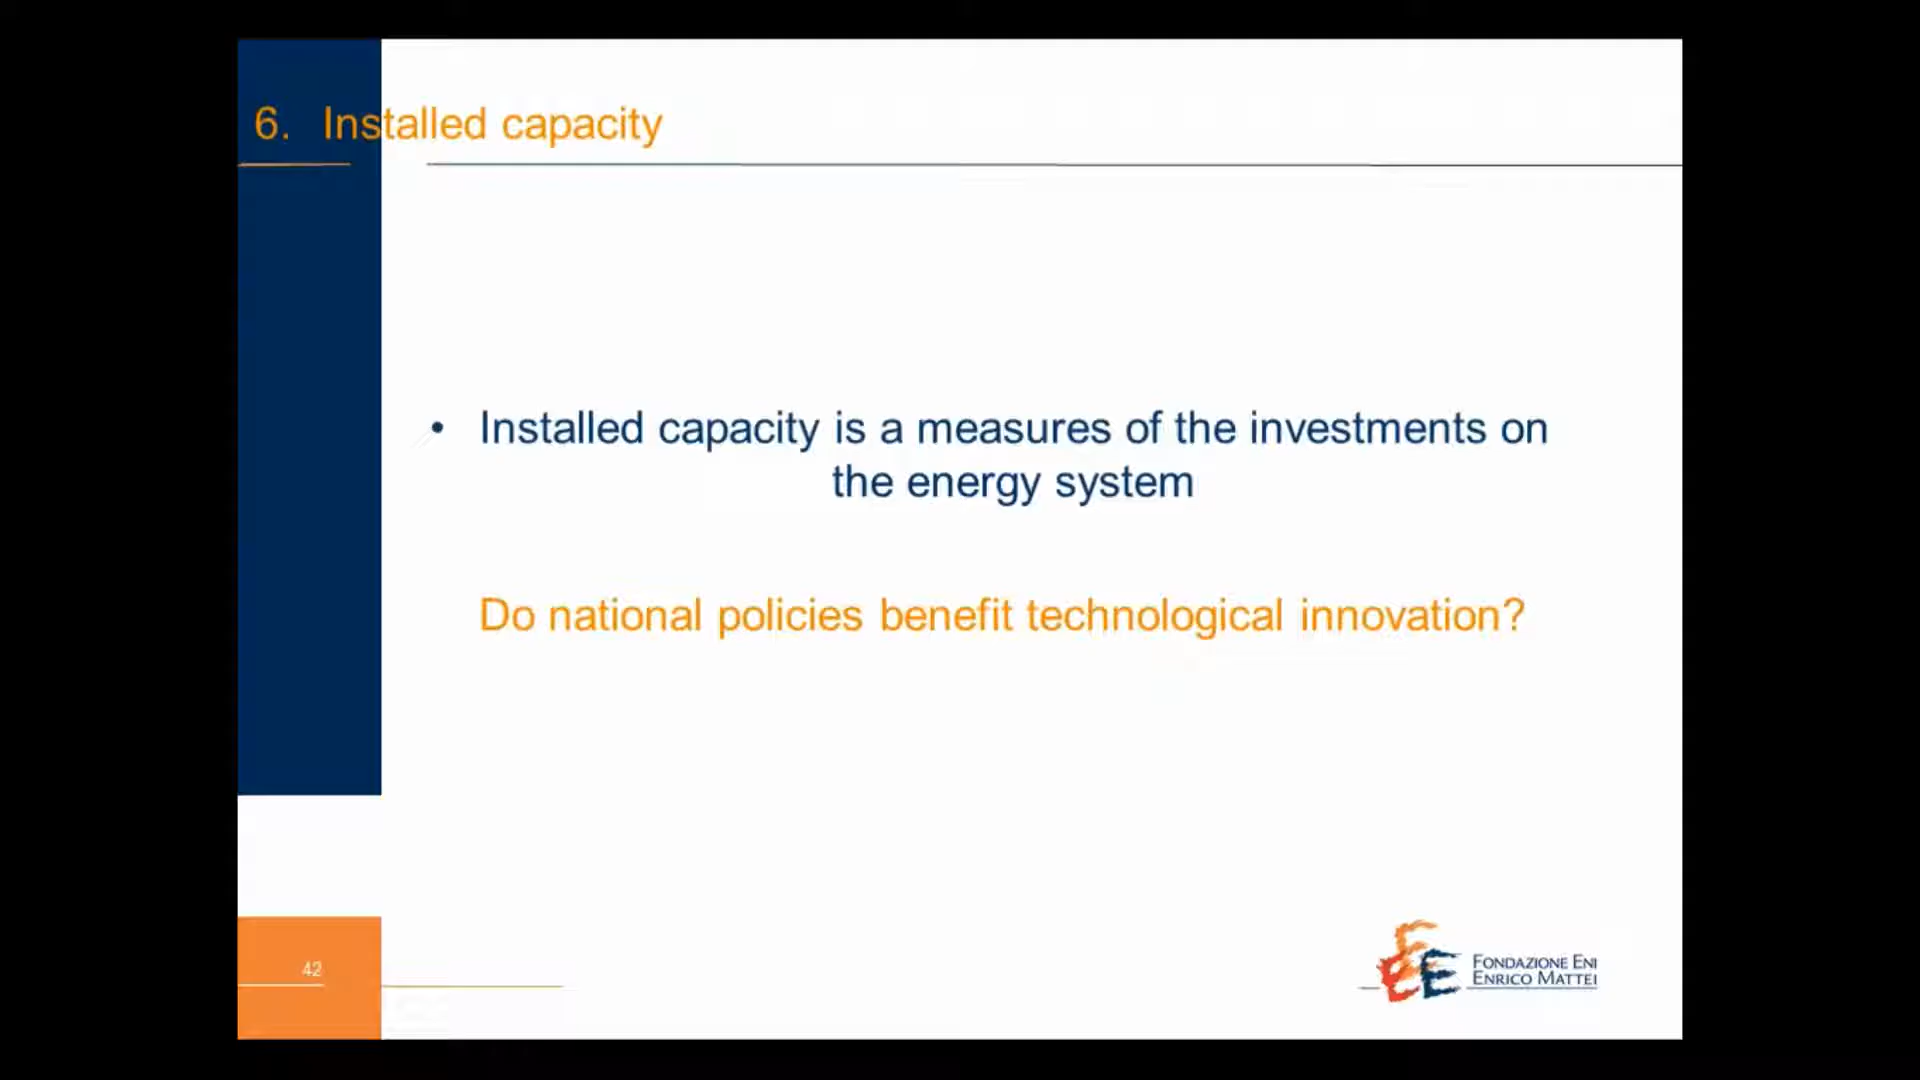 6. Installed capacity
• Installed capacity is a measures of the investments on
the energy system
Do national policies benefit technological innovation?
42
FONDAZIONE ENI
ENRICO MATTEI